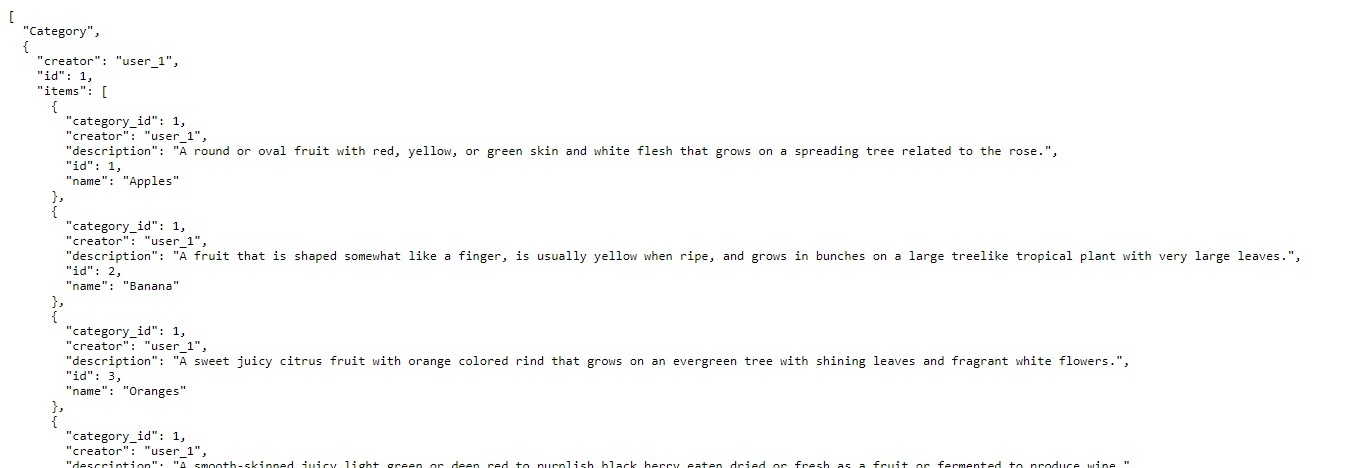 [
"Category",
{
"creator": "user_1",
"id": 1,
"items": [
{
"category_id": 1,
"creator": "user_1",
"description": "A round or oval fruit with red, yellow, or green skin and white flesh that grows on a spreading tree related to the rose.",
"id": 1,
"name": "Apples"
},
{
"category_id": 1,
"creator": "user_1",
"description": "A fruit that is shaped somewhat like a finger, is usually yellow when ripe, and grows in bunches on a large treelike tropical plant with very large leaves.",
"id": 2,
"name": "Banana"
},
{
"category_id": 1,
"creator": "user_1",
"description": "A sweet juicy citrus fruit with orange colored rind that grows on an evergreen tree with shining leaves and fragrant white flowers.",
"id": 3,
"name": "Oranges"
},
{
"category_id": 1,
"creator": "user_1",
"description": "A smooth-skinned juicy light green or deep red to purplish black berry eaten dried or fresh as a fruit or fermented to produce wine."